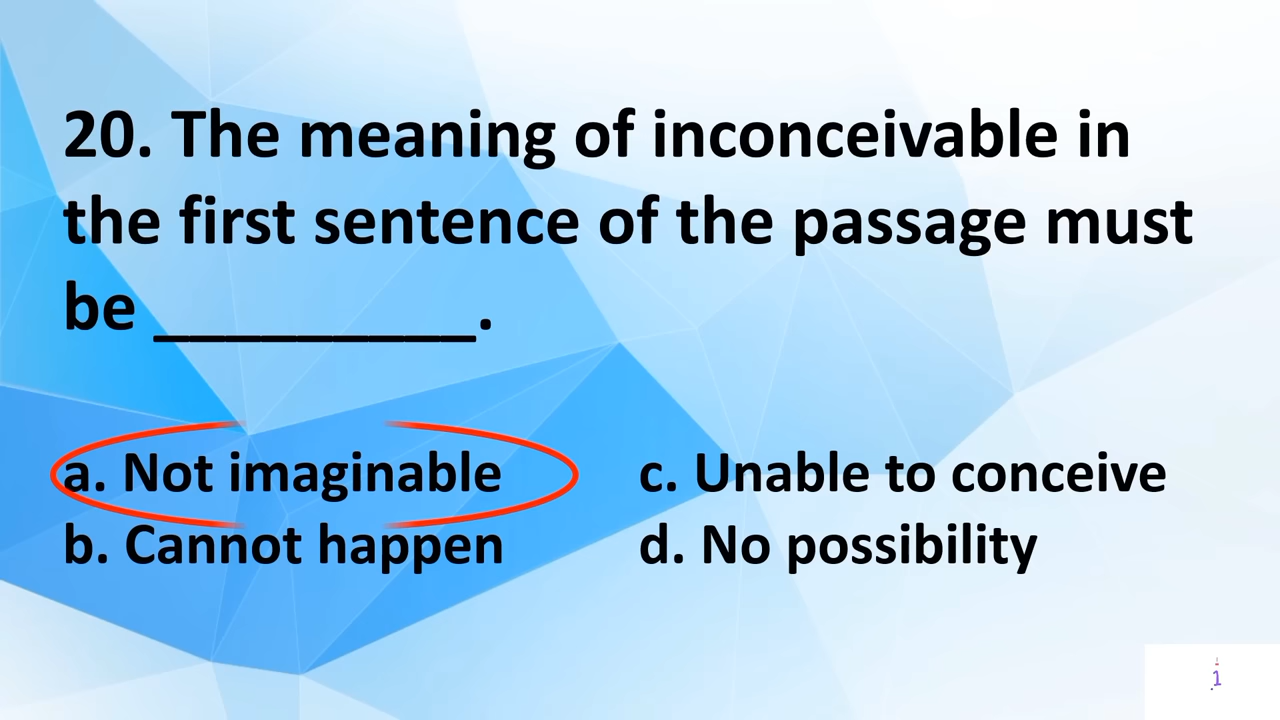 20. The meaning of inconceivable in
the first sentence of the passage must
be __________.
a. Not imaginable
b. Cannot happen
c. Unable to conceive
d. No possibility
1